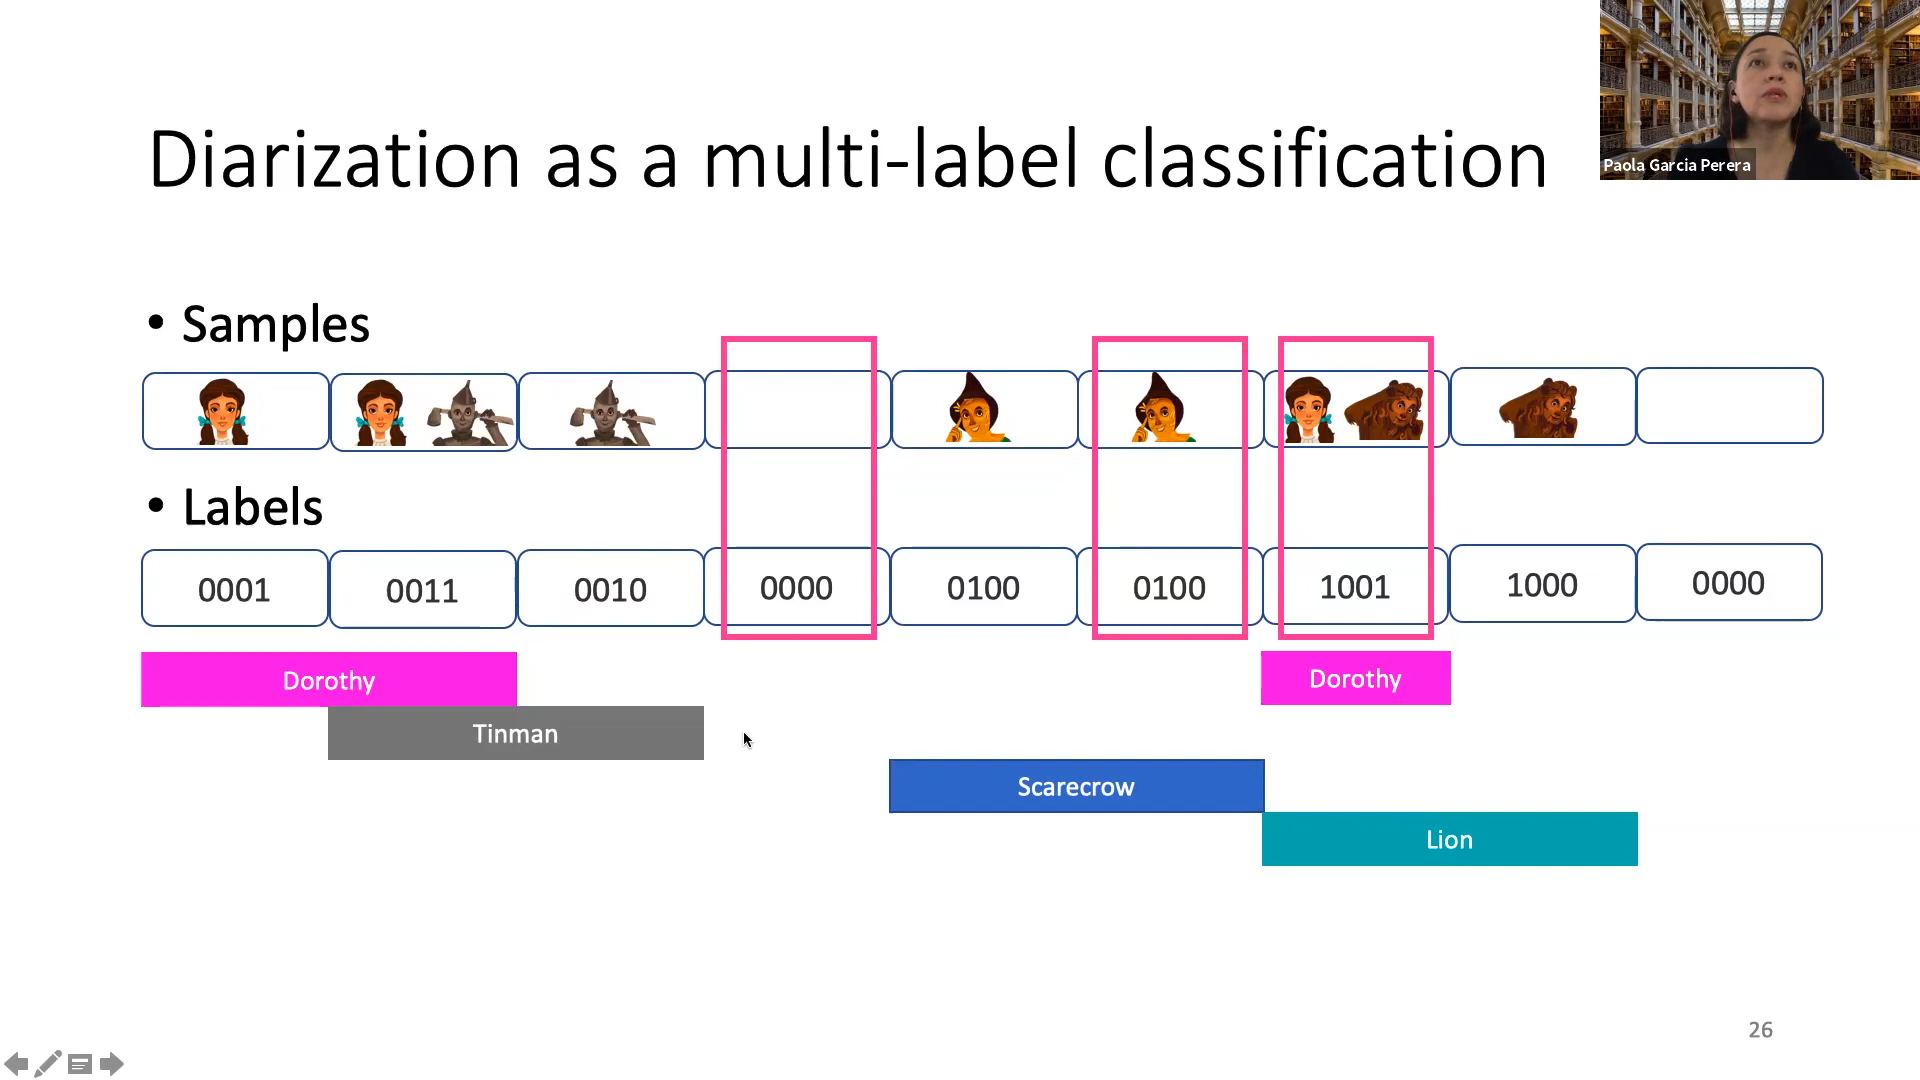 Paola Garcia Perera
Diarization as a multi-label classification
• Samples
• Labels
0001 0011 0010 0000 0100 0100 1001 1000 0000
Dorothy Dorothy
Tinman
Scarecrow
Lion
26